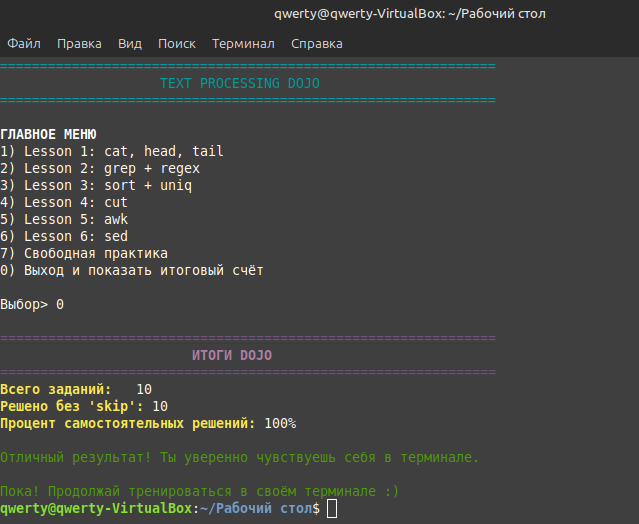 qwerty@qwerty-VirtualBox: ~/Рабочий стол
Файл Правка Вид Поиск Терминал Справка
==============================================================
TEXT PROCESSING DOJO
==============================================================
ГЛАВНОЕ МЕНЮ
1) Lesson 1: cat, head, tail
2) Lesson 2: grep + regex
3) Lesson 3: sort + uniq
4) Lesson 4: cut
5) Lesson 5: awk
6) Lesson 6: sed
7) Свободная практика
0) Выход и показать итоговый счёт
Выбор> 0
==============================================================
ИТОГИ DOJO
==============================================================
Всего заданий: 10
Решено без 'skip': 10
Процент самостоятельных решений: 100%
Отличный результат! Ты уверенно чувствуешь себя в терминале.
Пока! Продолжай тренироваться в своём терминале :)
qwerty@qwerty-VirtualBox:~/Рабочий стол$